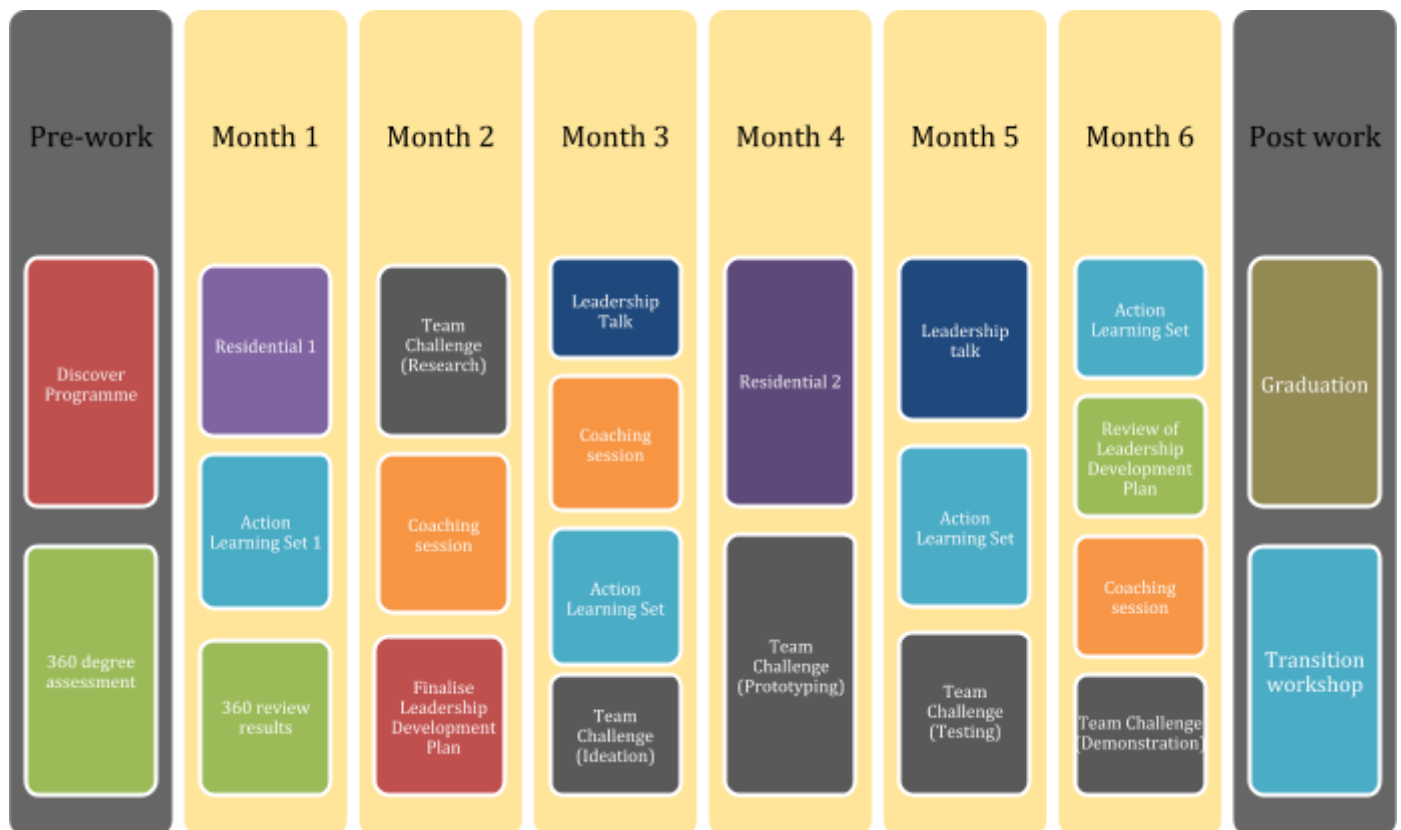 Pre-work
Discover
Programme
360 degree
assessment
Month 1
Residential 1
Action
Learning Set 1
360 review
results
Month 2
Team
Challenge
(Research)
Coaching
session
Finalise
Leadership
Development
Plan
Month 3
Leadership
Talk
Coaching
session
Action
Learning Set
Team
Challenge
(Ideation)
Month 4
Residential 2
Team
Challenge
(Prototyping)
Month 5
Leadership
talk
Action
Learning Set
Team
Challenge
(Testing)
Month 6
Action
Learning Set
Review of
Leadership
Development
Plan
Coaching
session
Team Challenge
(Demonstration)
Post work
Graduation
Transition
workshop